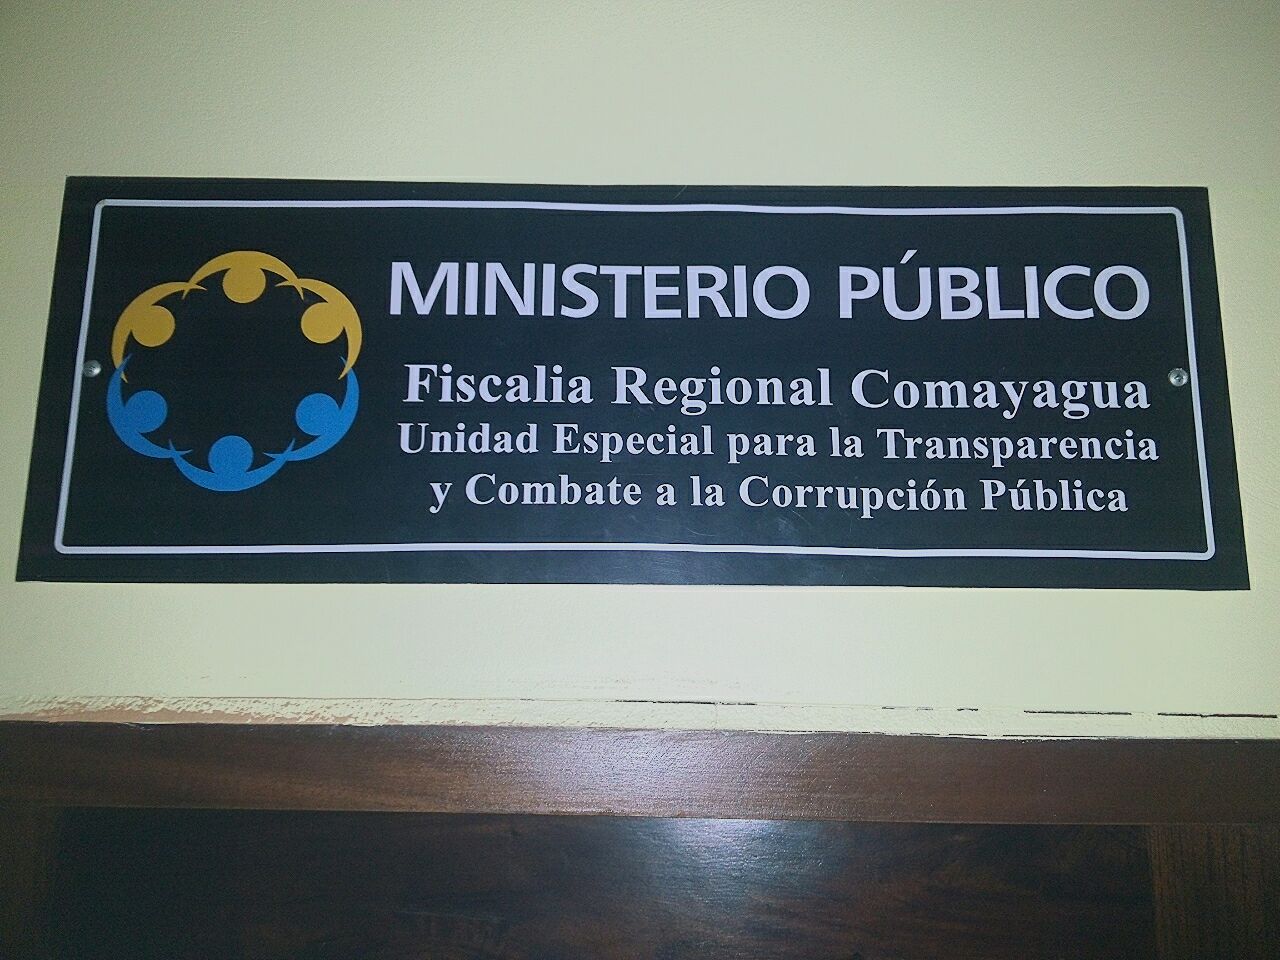 MINISTERIO PÚBLICO
Fiscalia Regional Comayagua
Unidad Especial para la Transparencia
y Combate a la Corrupción Pública